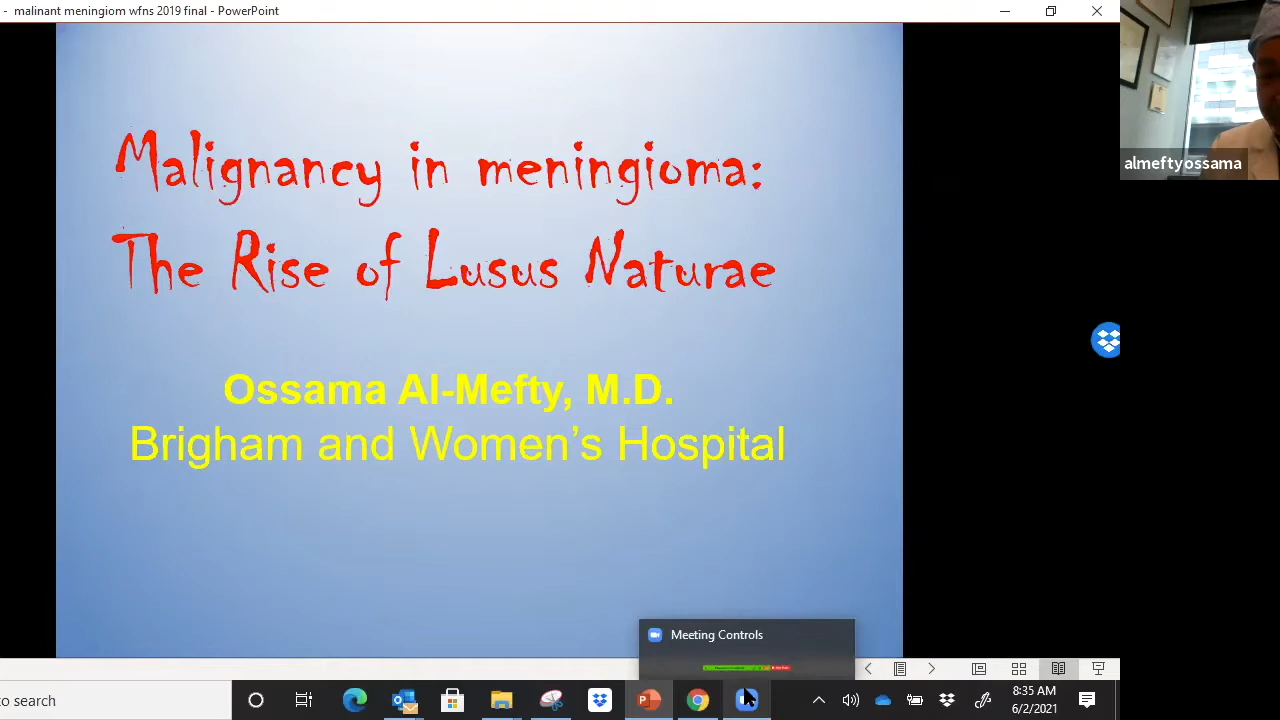 - malinant meningiom wfns 2019 final - PowerPoint
almeftyossama
Malignancy in meningioma:
The Rise of Lusus Naturae
Ossama Al-Mefty, M.D.
Brigham and Women's Hospital
Meeting Controls
to search
8:35 AM
6/2/2021